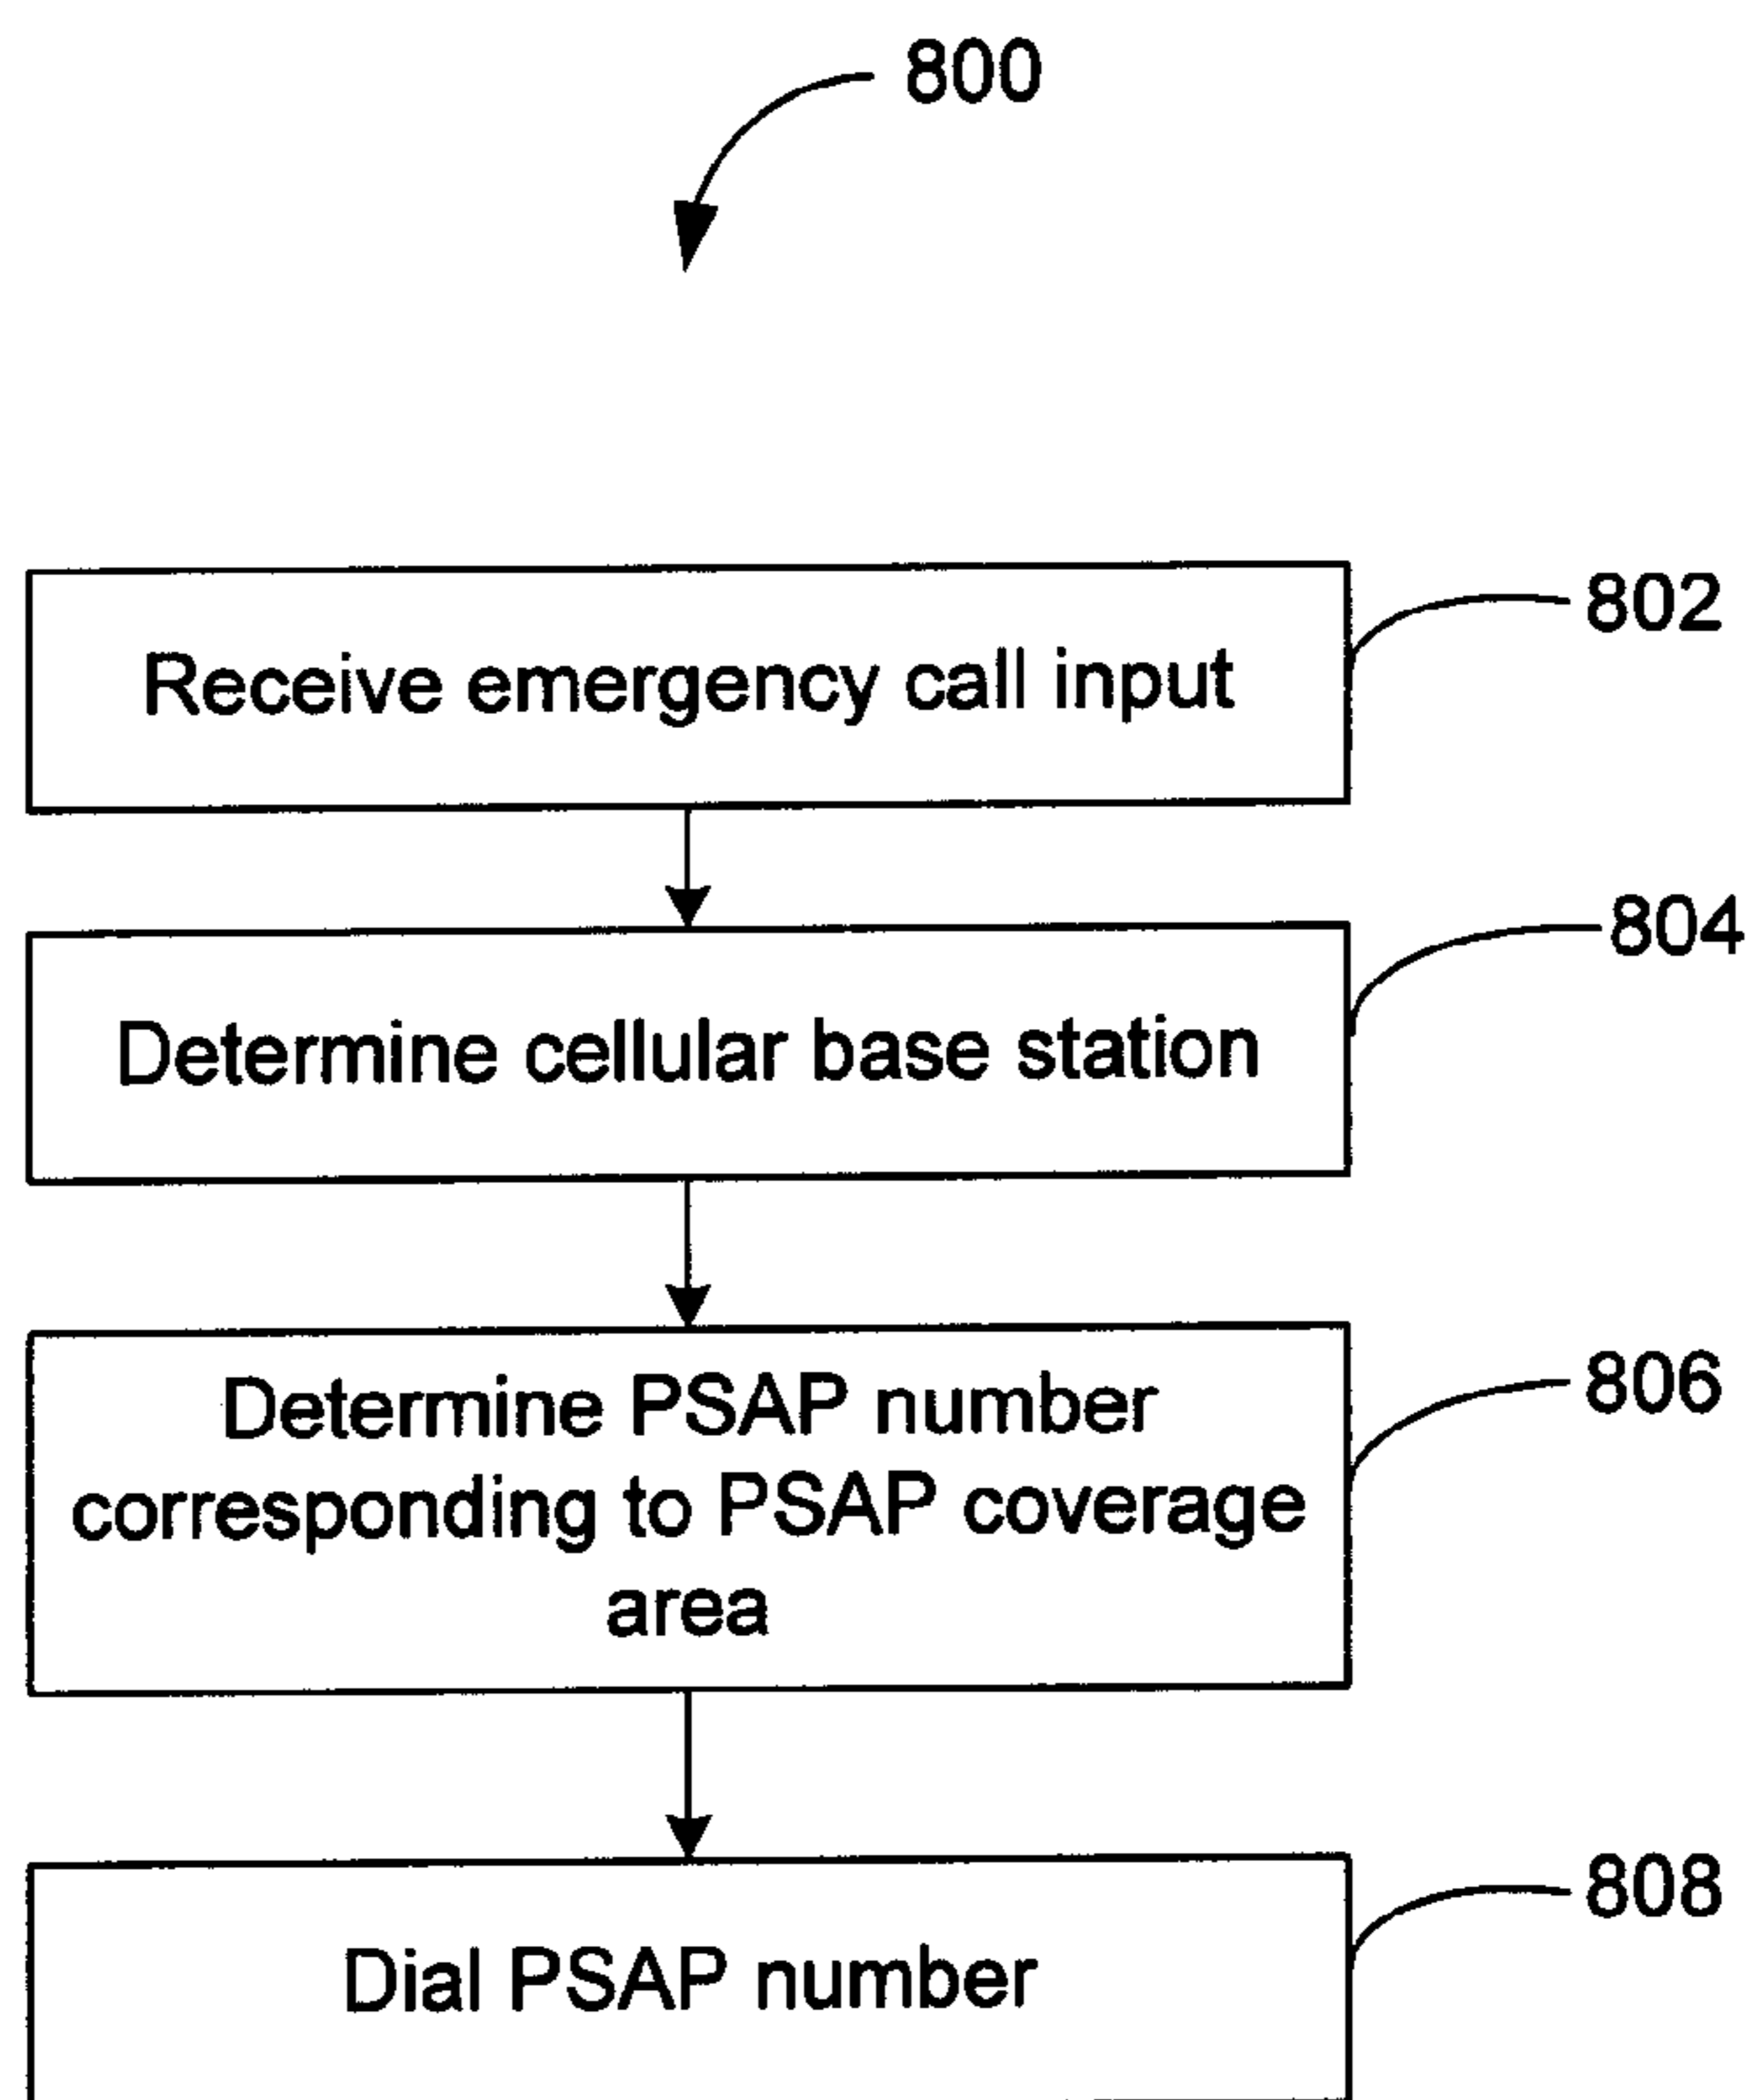 800
802
Receive emergency call input
804
Determine cellular base station
806
Determine PSAP number
corresponding to PSAP coverage
area
808
Dial PSAP number